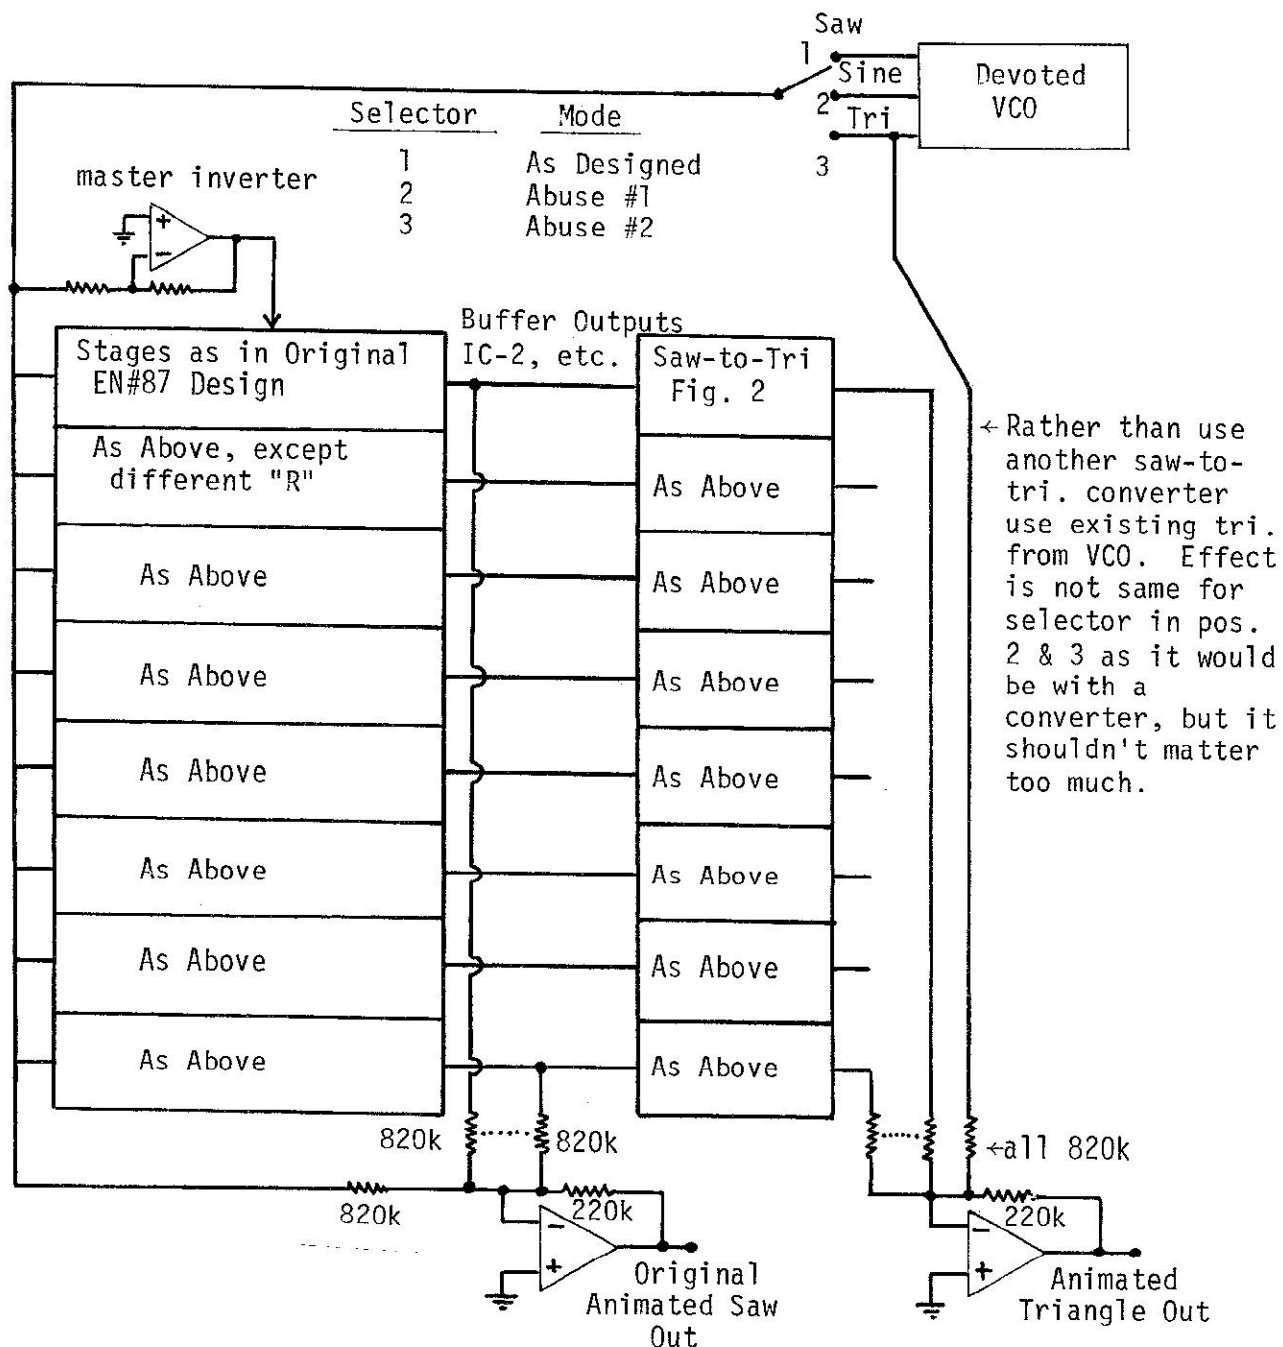 Saw
1
Sine
2
Tri
3
Devoted
VCO
Selector Mode
1 As Designed
2 Abuse #1
3 Abuse #2
master inverter
+
−
Stages as in Original
EN#87 Design
As Above, except
different "R"
As Above
As Above
As Above
As Above
As Above
As Above
Buffer Outputs
IC-2, etc.
Saw-to-Tri
Fig. 2
As Above
As Above
As Above
As Above
As Above
As Above
As Above
←Rather than use
another saw-to-
tri. converter
use existing tri.
from VCO. Effect
is not same for
selector in pos.
2 & 3 as it would
be with a
converter, but it
shouldn't matter
too much.
820k
820k
820k
220k
−
+
Original
Animated Saw
Out
←all 820k
220k
−
+
Animated
Triangle Out